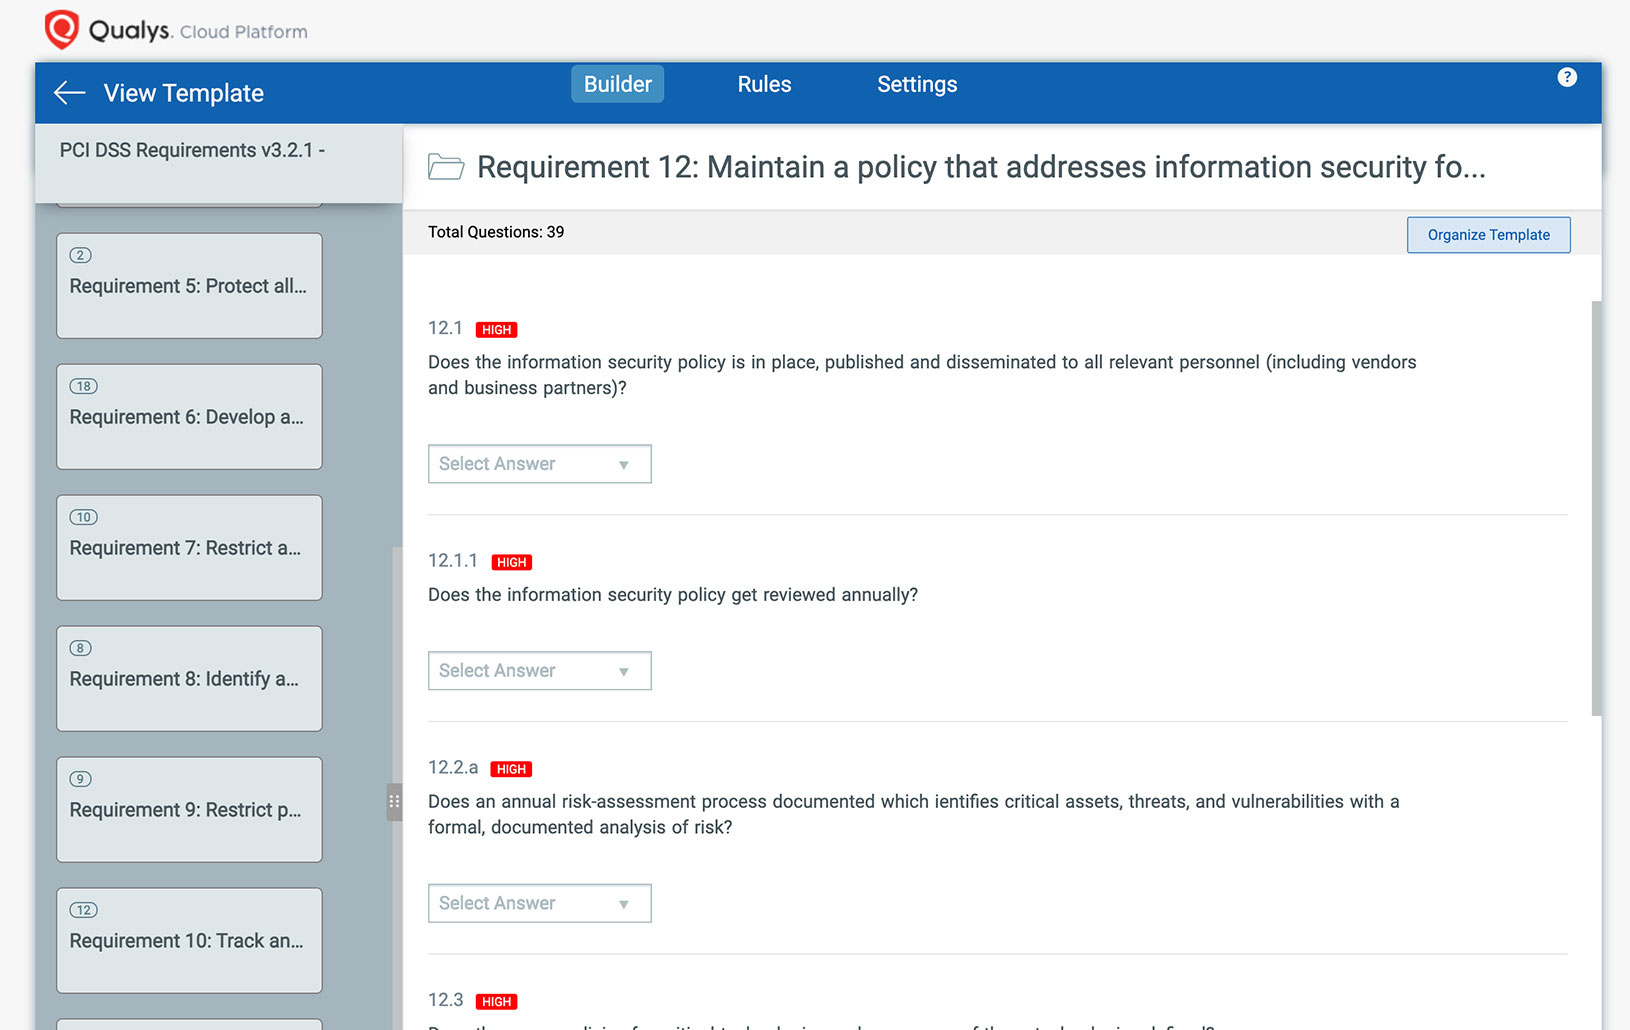 Qualys. Cloud Platform
View Template
Builder
Rules
Settings
?
PCI DSS Requirements v3.2.1 -
2
Requirement 5: Protect all...
18
Requirement 6: Develop a...
10
Requirement 7: Restrict a...
8
Requirement 8: Identify a...
9
Requirement 9: Restrict p...
12
Requirement 10: Track an...
Requirement 12: Maintain a policy that addresses information security fo...
Total Questions: 39
Organize Template
12.1 HIGH
Does the information security policy is in place, published and disseminated to all relevant personnel (including vendors
and business partners)?
Select Answer
12.1.1 HIGH
Does the information security policy get reviewed annually?
Select Answer
12.2.a HIGH
Does an annual risk-assessment process documented which ientifies critical assets, threats, and vulnerabilities with a
formal, documented analysis of risk?
Select Answer
12.3 HIGH